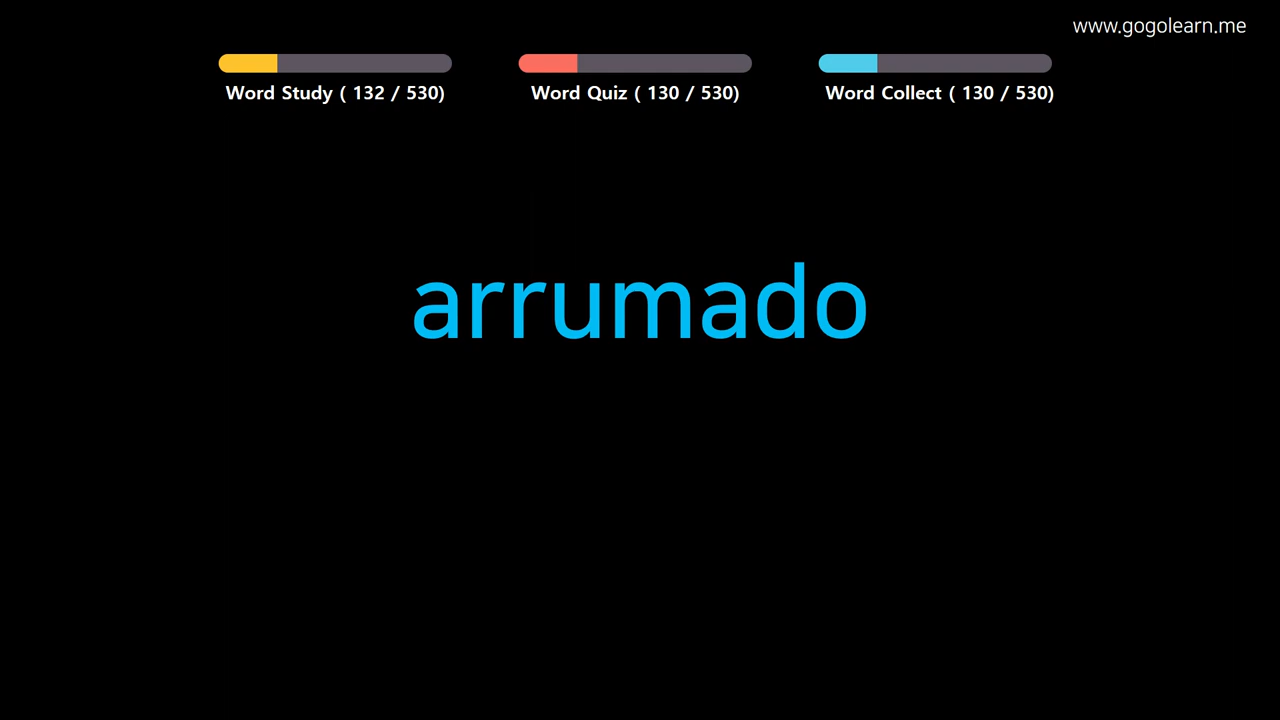 www.gogolearn.me
Word Study ( 132 / 530)
Word Quiz ( 130 / 530)
Word Collect ( 130 / 530)
arrumado